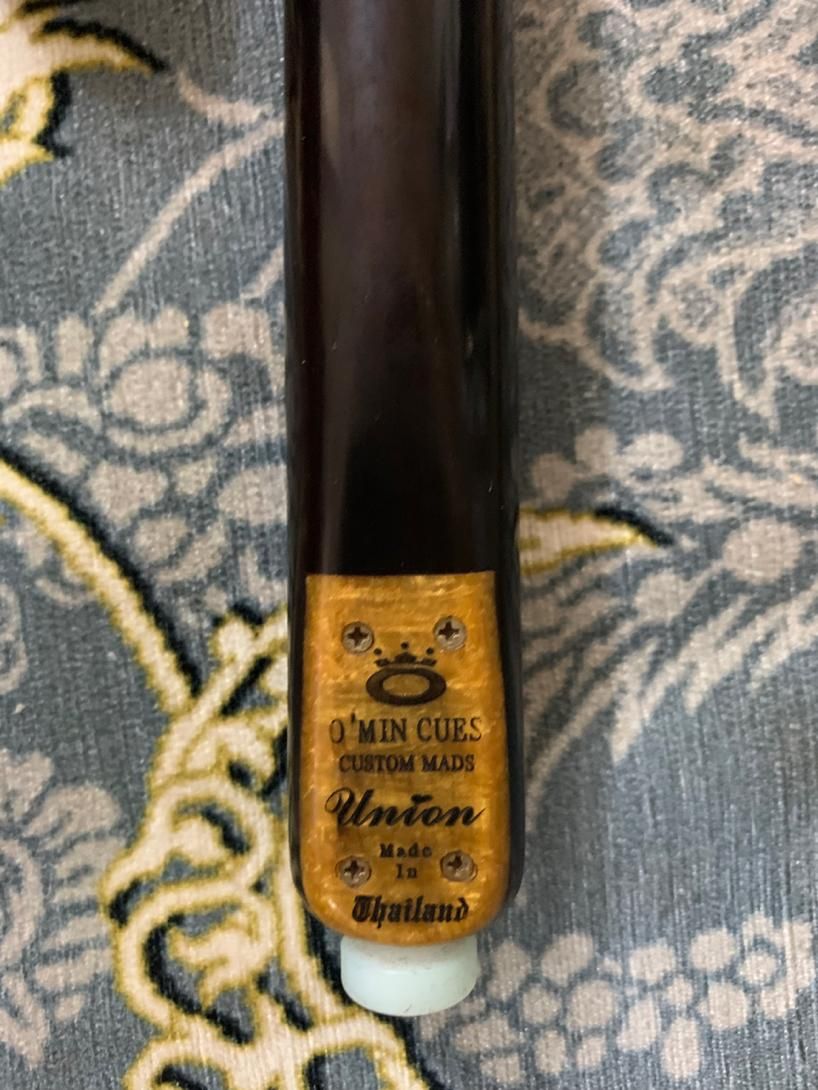 O'MIN CUES
CUSTOM MADS
Union
Made
In
Thailand